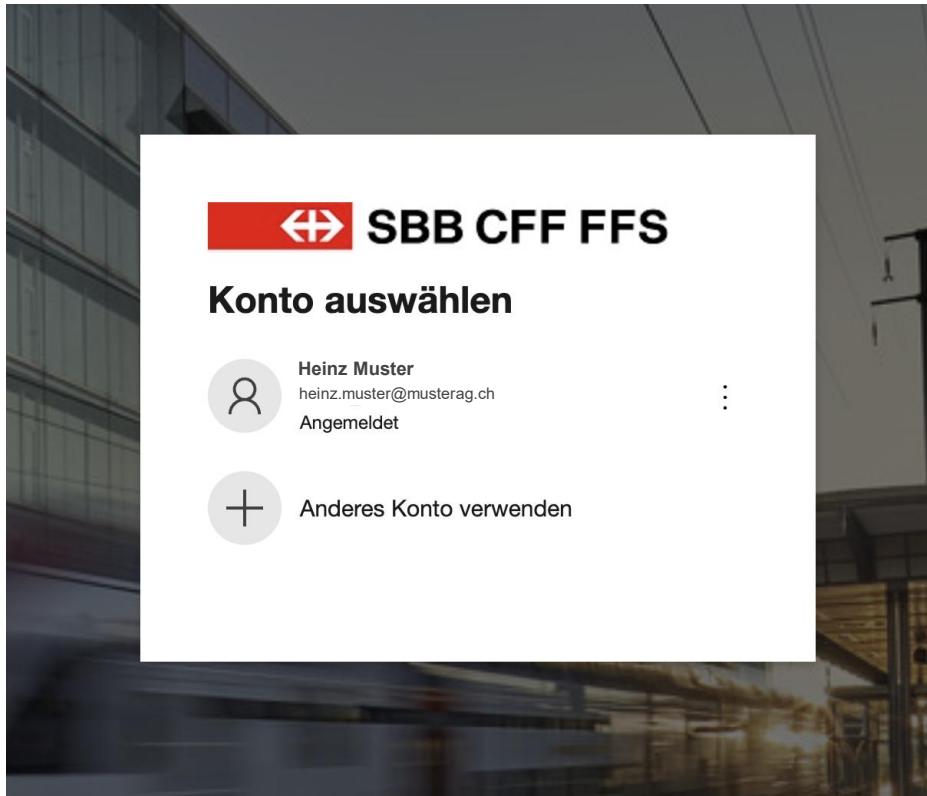 SBB CFF FFS
Konto auswählen
Heinz Muster
heinz.muster@musterag.ch
Angemeldet
Anderes Konto verwenden